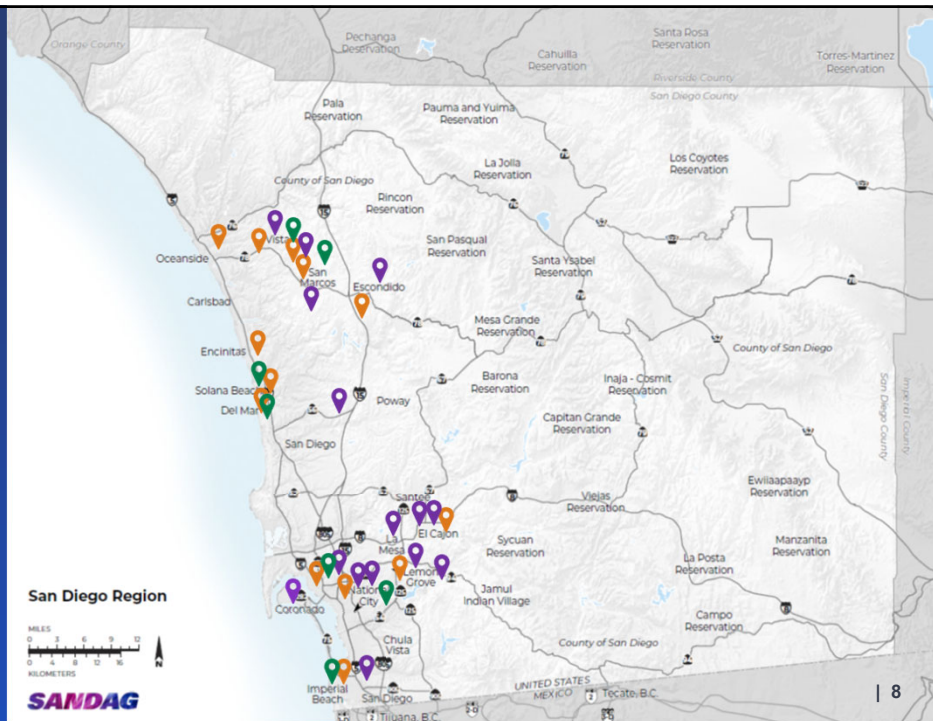 Orange County
Pechanga
Reservation
Cahuilla
Reservation
Santa Rosa
Reservation
Torres-Martinez
Reservation
Riverside County
San Diego County
Pala
Reservation
Pauma and Yuima
Reservation
La Jolla
Reservation
Los Coyotes
Reservation
County of San Diego
Rincon
Reservation
San Pasqual
Reservation
Santa Ysabel
Reservation
Oceanside
Vista
San
Marcos
Escondido
Carlsbad
Mesa Grande
Reservation
Encinitas
County of San Diego
Solana Beach
Del Mar
Poway
Barona
Reservation
Inaja - Cosmit
Reservation
San Diego County
Imperial County
Capitan Grande
Reservation
San Diego
Santee
El Cajon
La
Mesa
Viejas
Reservation
Ewiiaapaayp
Reservation
Sycuan
Reservation
Manzanita
Reservation
La Posta
Reservation
Lemon
Grove
National
City
Jamul
Indian Village
Coronado
Campo
Reservation
County of San Diego
Chula
Vista
Imperial
Beach
San Diego
UNITED STATES
MEXICO
Tijuana, B.C.
Tecate, B.C.
San Diego Region
MILES
0 3 6 9 12
0 4 8 12 16
KILOMETERS
N
SANDAG
| 8